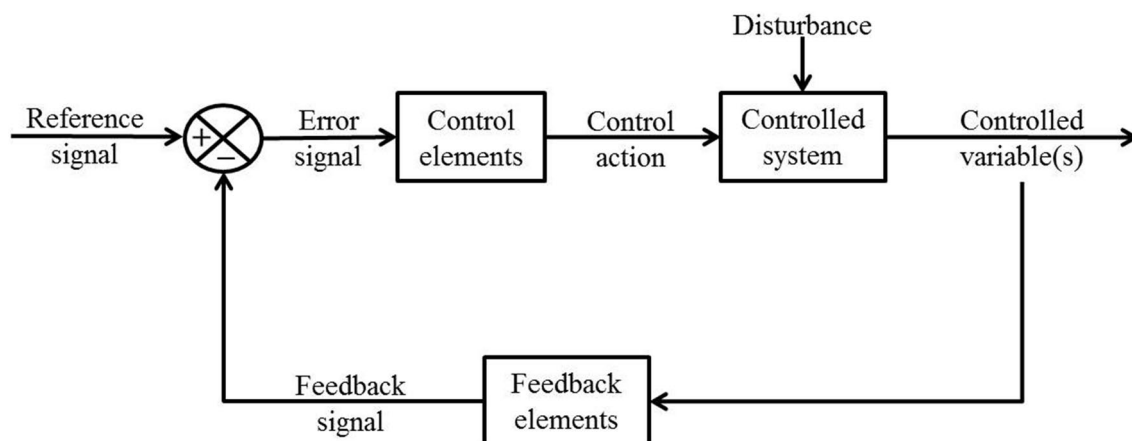 Disturbance
Reference
signal
+
−
Error
signal
Control
elements
Control
action
Controlled
system
Controlled
variable(s)
Feedback
signal
Feedback
elements